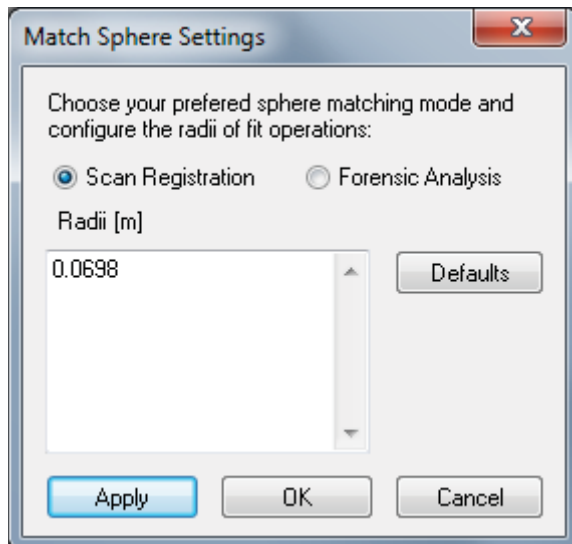 Match Sphere Settings
Choose your prefered sphere matching mode and
configure the radii of fit operations:
Scan Registration Forensic Analysis
Radii [m]
0.0698
Defaults
Apply OK Cancel